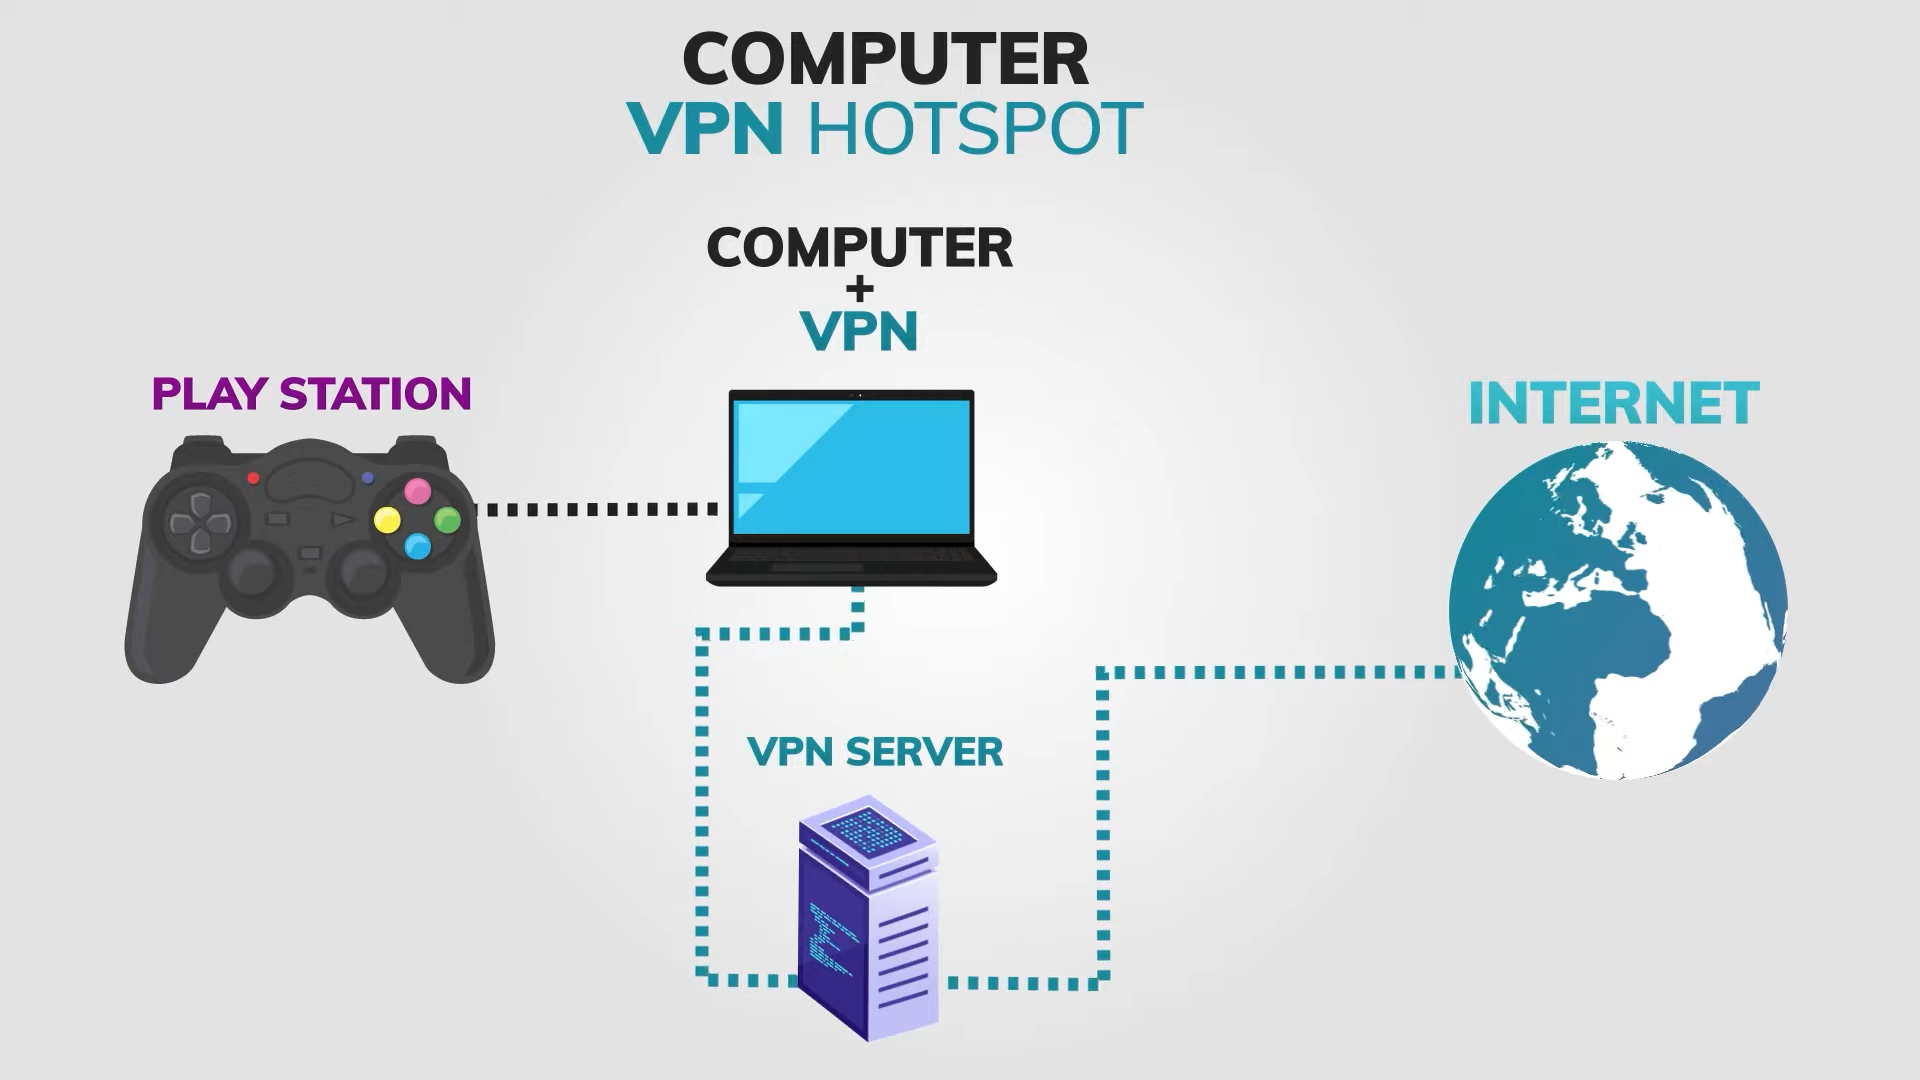 COMPUTER
VPN HOTSPOT
COMPUTER
+
VPN
PLAY STATION
INTERNET
VPN SERVER